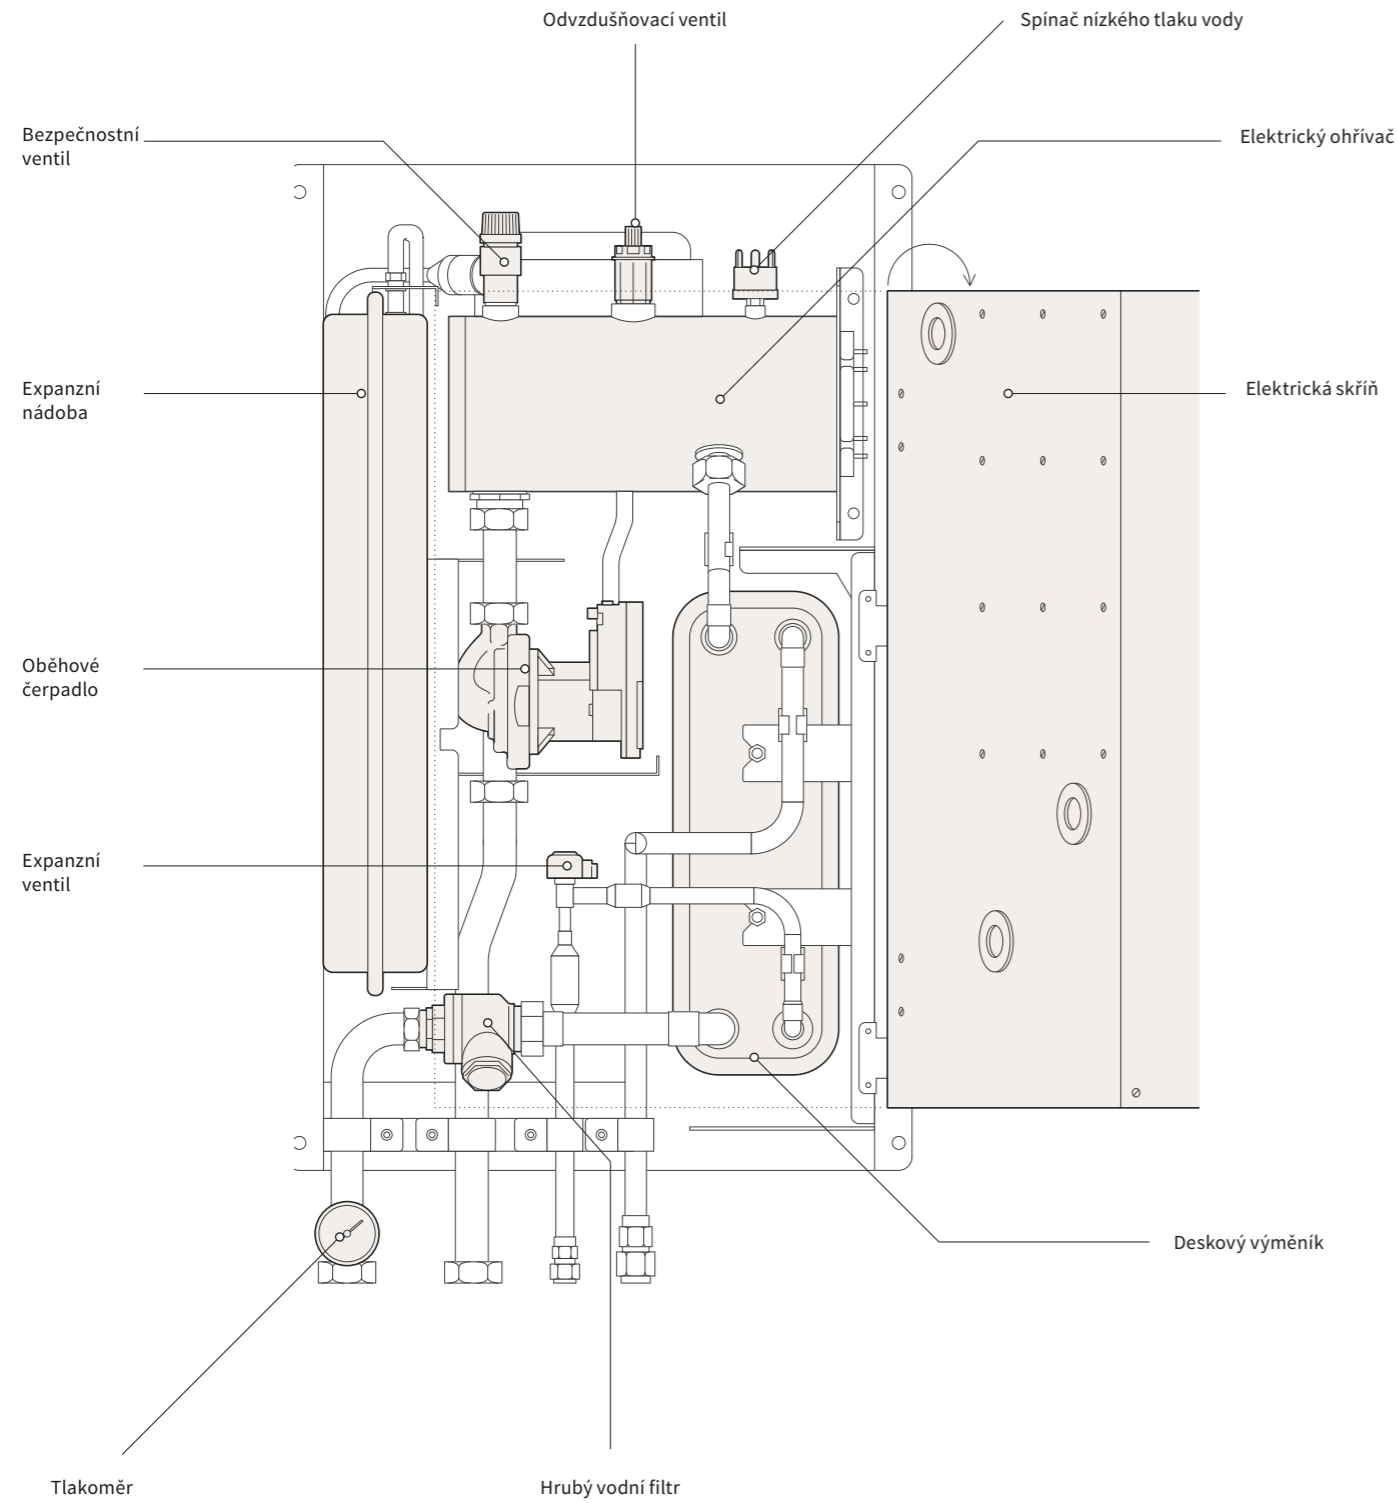 Odvzdušňovací ventil
Spínač nízkého tlaku vody
Bezpečnostní
ventil
Elektrický ohřívač
Expanzní
nádoba
Elektrická skříň
Oběhové
čerpadlo
Expanzní
ventil
Deskový výměník
Tlakoměr
Hrubý vodní filtr